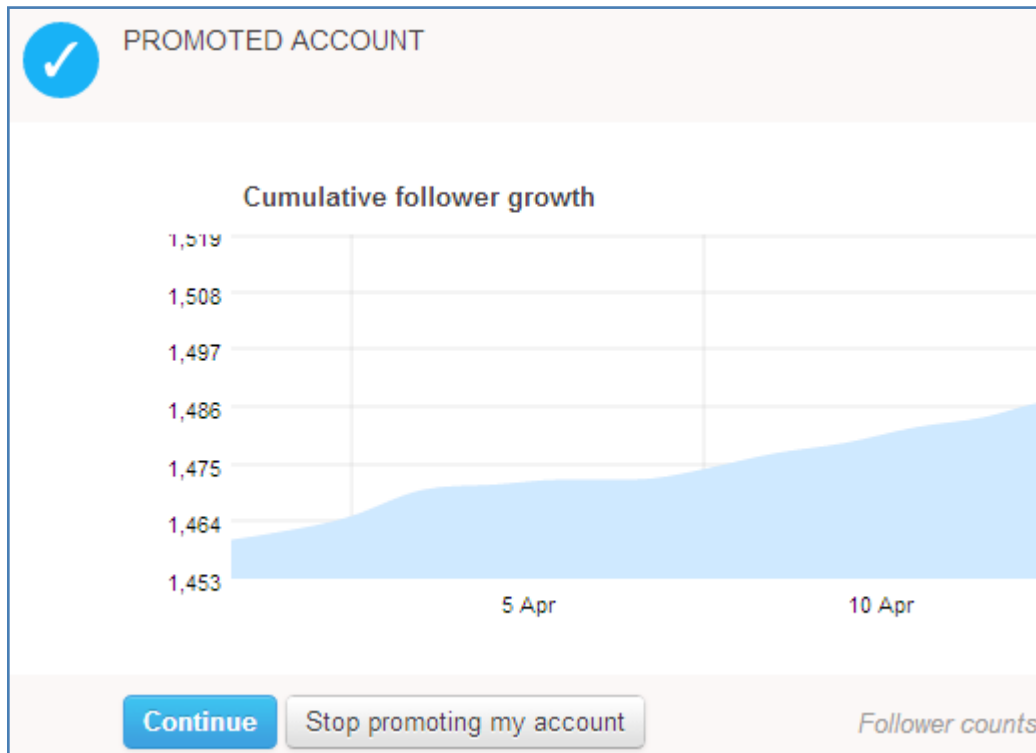 PROMOTED ACCOUNT
Cumulative follower growth
1,519
1,508
1,497
1,486
1,475
1,464
1,453
5 Apr 10 Apr
Continue Stop promoting my account Follower counts